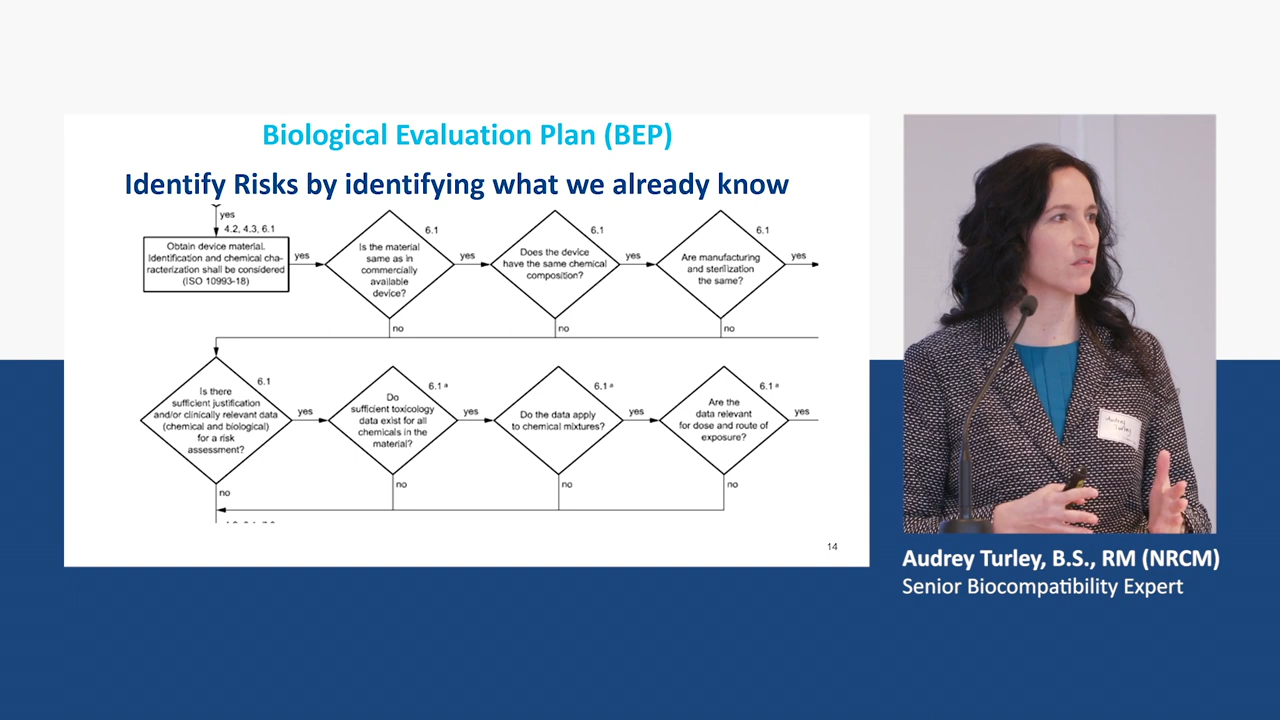 Biological Evaluation Plan (BEP)
Identify Risks by identifying what we already know
yes
4.2, 4.3, 6.1
Obtain device material.
Identification and chemical cha-
racterization shall be considered
(ISO 10993-18)
yes
6.1
Is the material
same as in
commercially
available
device?
yes
6.1
Does the device
have the same chemical
composition?
yes
6.1
Are manufacturing
and sterilization
the same?
yes
no
no
no
6.1
Is there
sufficient justification
and/or clinically relevant data
(chemical and biological)
for a risk
assessment?
yes
6.1 a
Do
sufficient toxicology
data exist for all
chemicals in the
material?
yes
6.1 a
Do the data apply
to chemical mixtures?
yes
6.1 a
Are the
data relevant
for dose and route of
exposure?
yes
no
no
no
no
14
Audrey
Turley
Audrey Turley, B.S., RM (NRCM)
Senior Biocompatibility Expert